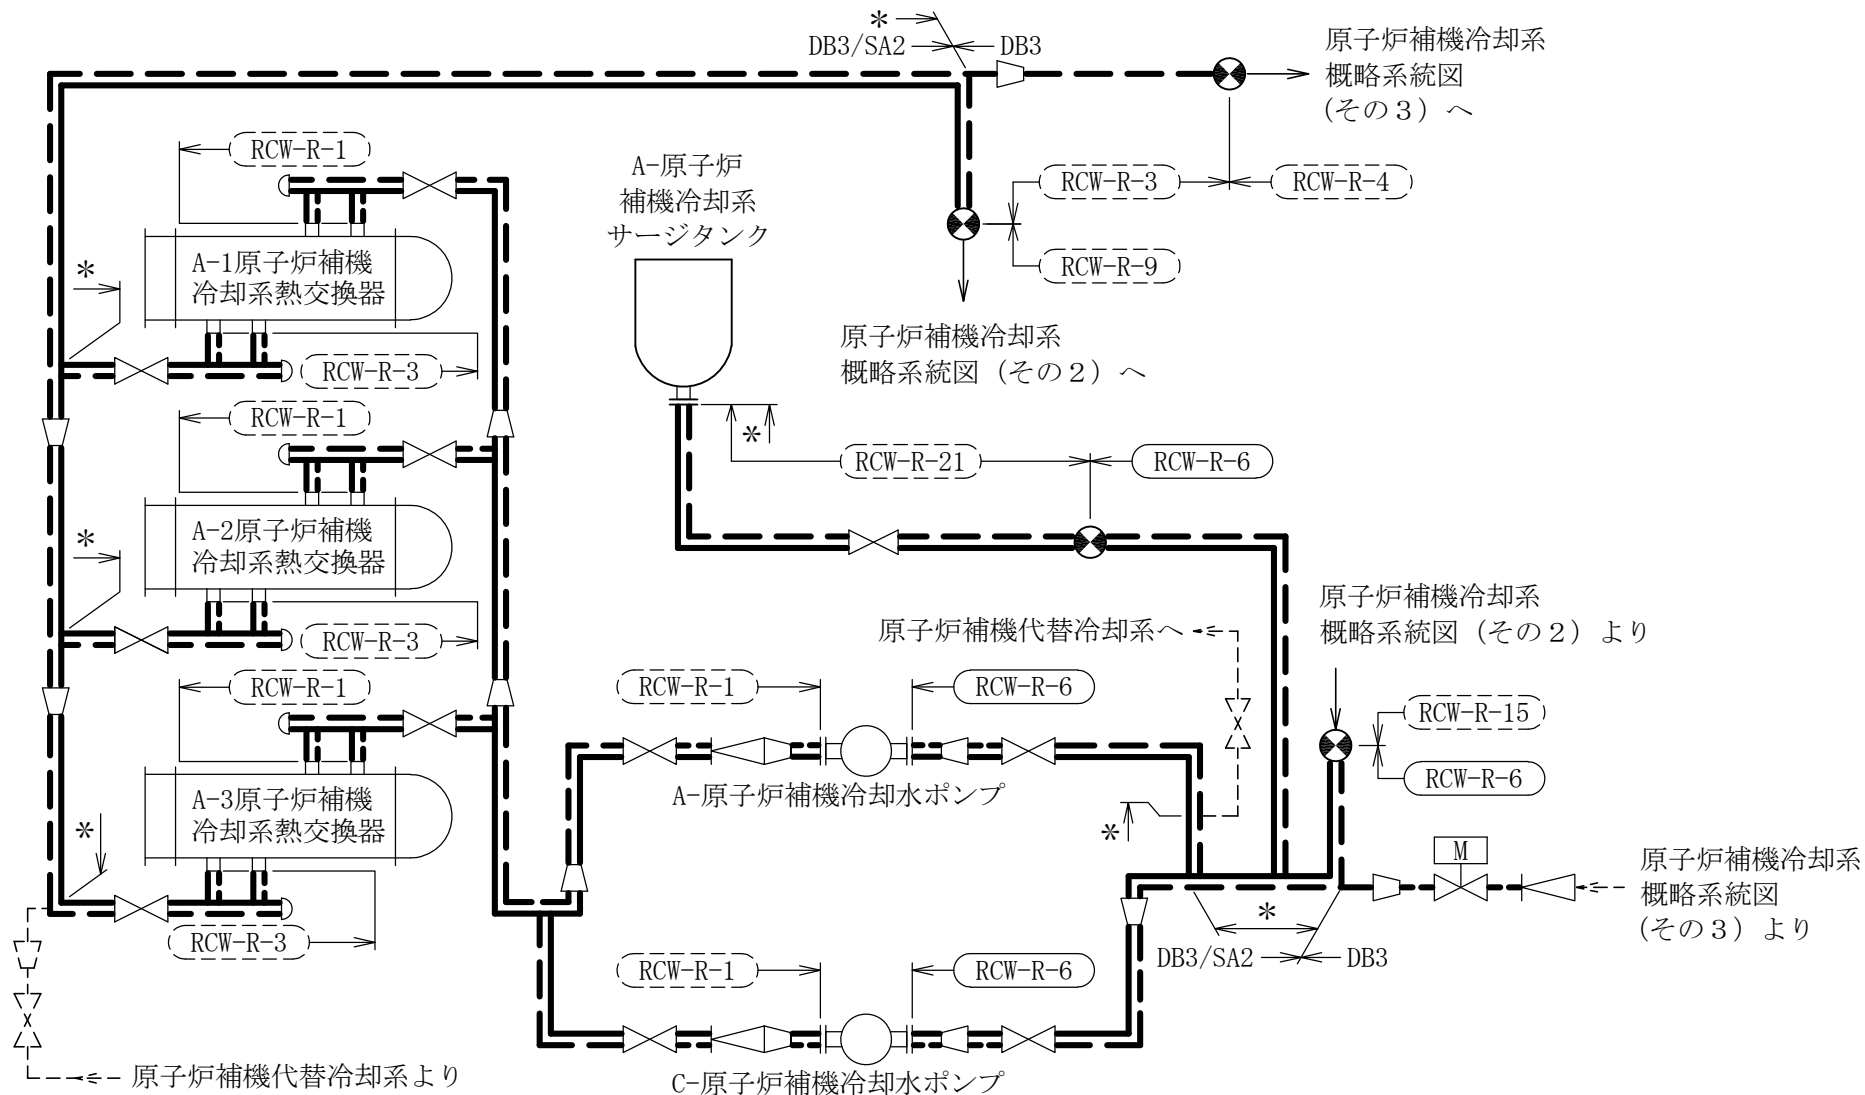 *
DB3/SA2
DB3
原子炉補機冷却系
概略系統図
(その3) へ
RCW-R-1
A-原子炉
補機冷却系
サージタンク
RCW-R-3
RCW-R-4
RCW-R-9
*
A-1原子炉補機
冷却系熱交換器
RCW-R-3
原子炉補機冷却系
概略系統図 (その2) へ
RCW-R-1
*
RCW-R-21
RCW-R-6
*
A-2原子炉補機
冷却系熱交換器
RCW-R-3
原子炉補機代替冷却系へ
原子炉補機冷却系
概略系統図 (その2) より
RCW-R-1
RCW-R-1
RCW-R-6
RCW-R-15
RCW-R-6
*
A-3原子炉補機
冷却系熱交換器
A-原子炉補機冷却水ポンプ
*
M
原子炉補機冷却系
概略系統図
(その3) より
RCW-R-3
*
DB3/SA2
DB3
RCW-R-1
RCW-R-6
原子炉補機代替冷却系より
C-原子炉補機冷却水ポンプ